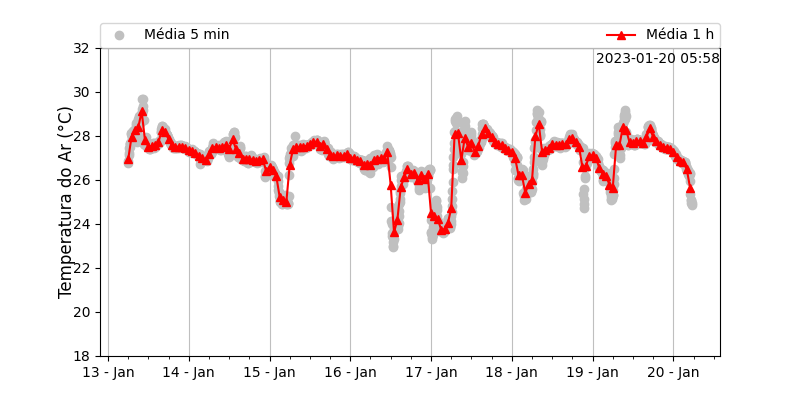 Média 5 min
Média 1 h
2023-01-20 05:58
Temperatura do Ar (°C)
32
30
28
26
24
22
20
18
13 - Jan
14 - Jan
15 - Jan
16 - Jan
17 - Jan
18 - Jan
19 - Jan
20 - Jan